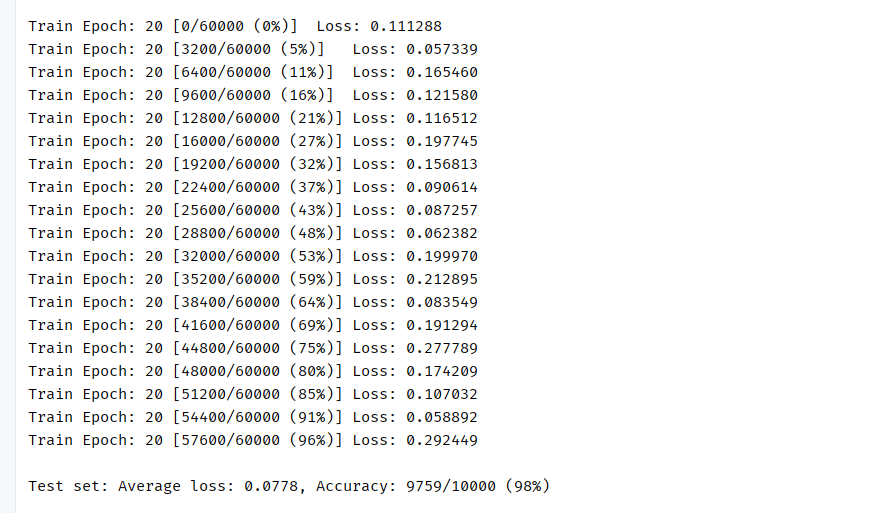 Train Epoch: 20 [0/60000 (0%)]  Loss: 0.111288
Train Epoch: 20 [3200/60000 (5%)]   Loss: 0.057339
Train Epoch: 20 [6400/60000 (11%)]  Loss: 0.165460
Train Epoch: 20 [9600/60000 (16%)]  Loss: 0.121580
Train Epoch: 20 [12800/60000 (21%)] Loss: 0.116512
Train Epoch: 20 [16000/60000 (27%)] Loss: 0.197745
Train Epoch: 20 [19200/60000 (32%)] Loss: 0.156813
Train Epoch: 20 [22400/60000 (37%)] Loss: 0.090614
Train Epoch: 20 [25600/60000 (43%)] Loss: 0.087257
Train Epoch: 20 [28800/60000 (48%)] Loss: 0.062382
Train Epoch: 20 [32000/60000 (53%)] Loss: 0.199970
Train Epoch: 20 [35200/60000 (59%)] Loss: 0.212895
Train Epoch: 20 [38400/60000 (64%)] Loss: 0.083549
Train Epoch: 20 [41600/60000 (69%)] Loss: 0.191294
Train Epoch: 20 [44800/60000 (75%)] Loss: 0.277789
Train Epoch: 20 [48000/60000 (80%)] Loss: 0.174209
Train Epoch: 20 [51200/60000 (85%)] Loss: 0.107032
Train Epoch: 20 [54400/60000 (91%)] Loss: 0.058892
Train Epoch: 20 [57600/60000 (96%)] Loss: 0.292449
Test set: Average loss: 0.0778, Accuracy: 9759/10000 (98%)